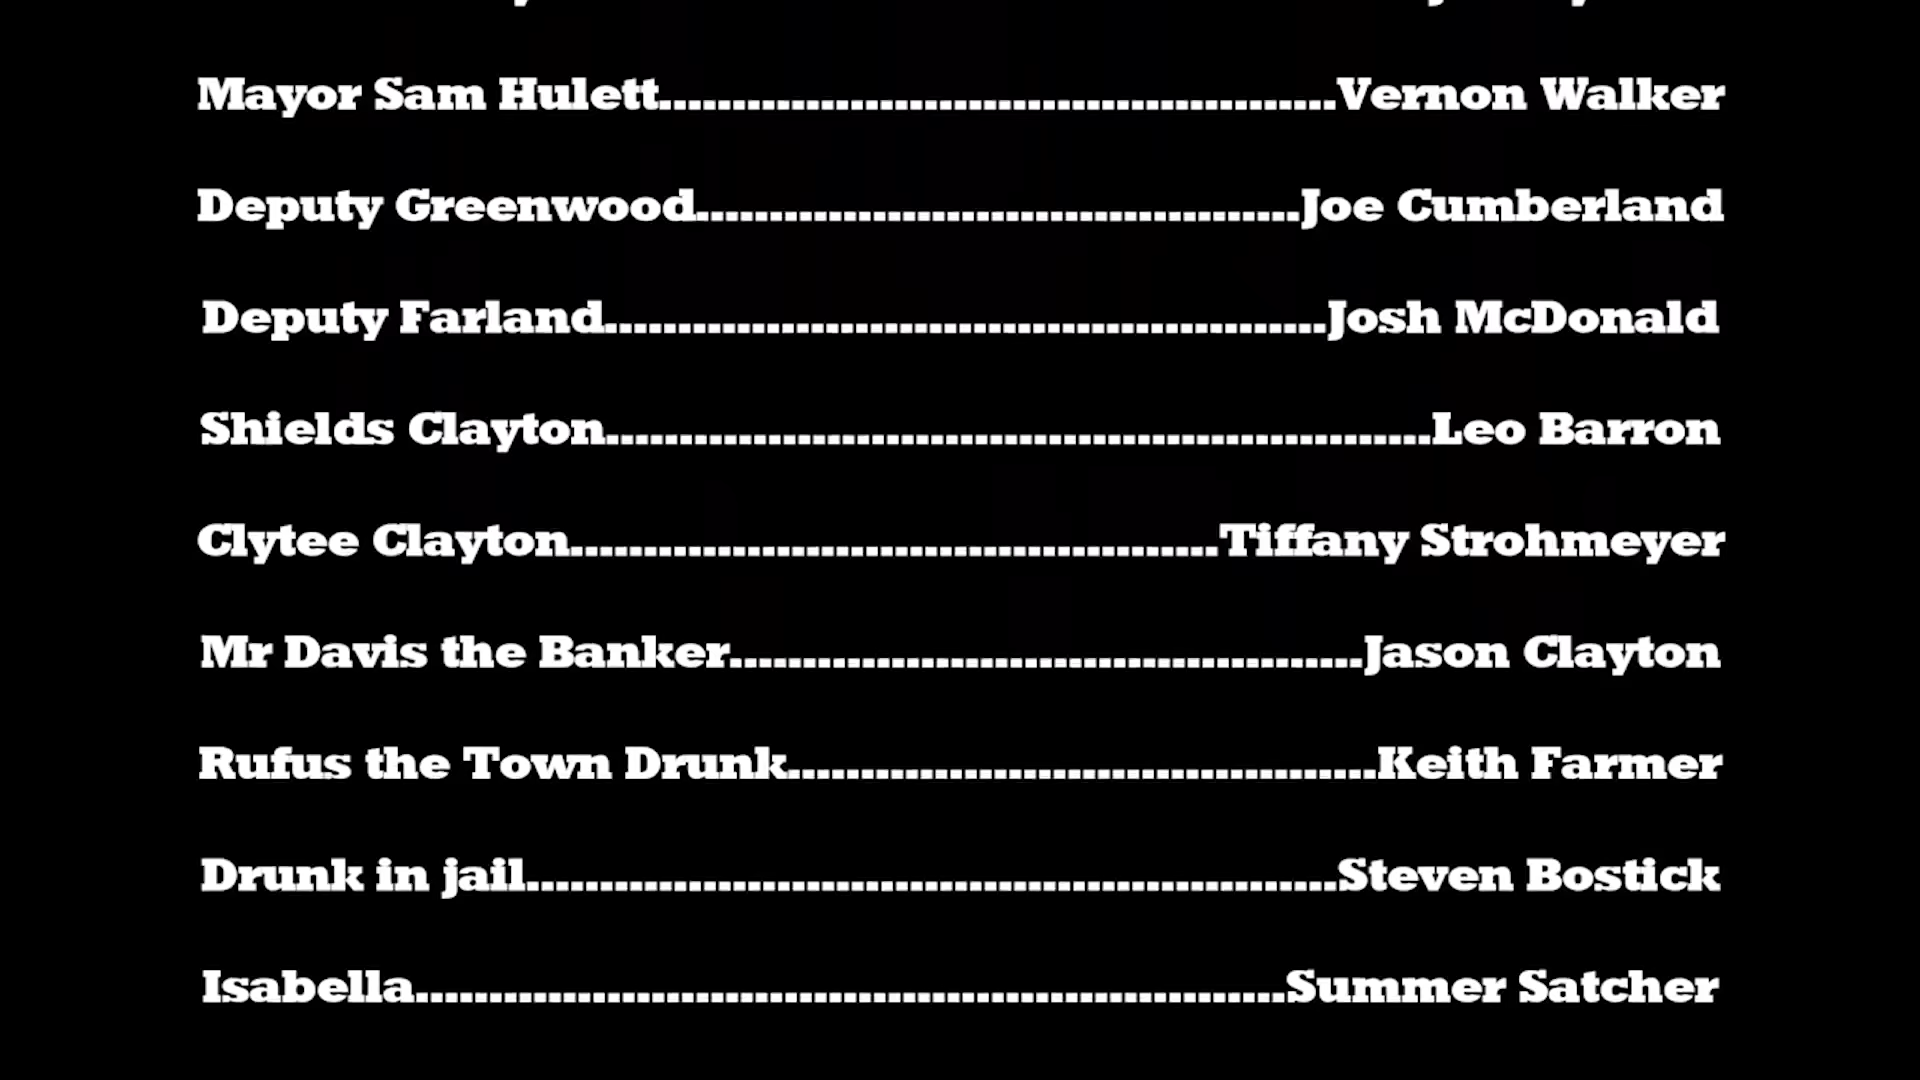 Mayor Sam Hulett..............................................Vernon Walker
Deputy Greenwood.........................................Joe Cumberland
Deputy Farland.................................................Josh McDonald
Shields Clayton........................................................Leo Barron
Clytee Clayton............................................Tiffany Strohmeyer
Mr Davis the Banker...........................................Jason Clayton
Rufus the Town Drunk........................................Keith Farmer
Drunk in jail.......................................................Steven Bostick
Isabella...........................................................Summer Satcher